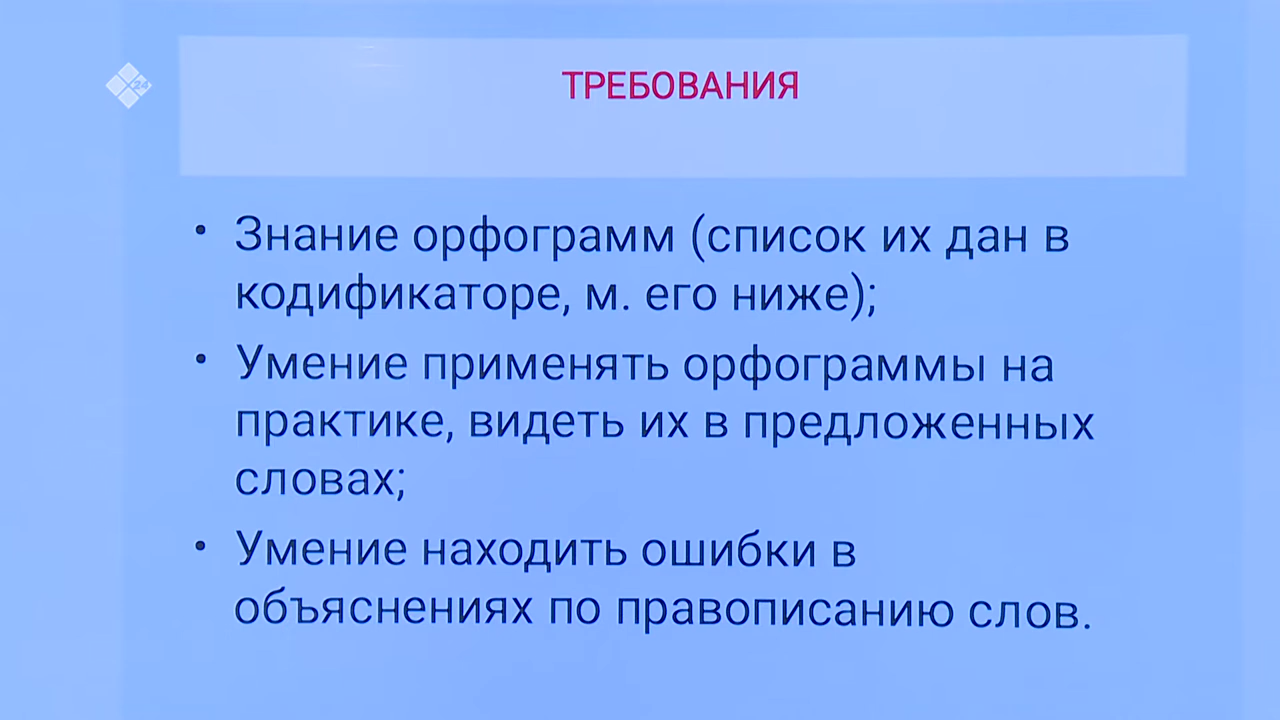 24
ТРЕБОВАНИЯ
• Знание орфограмм (список их дан в
кодификаторе, м. его ниже);
• Умение применять орфограммы на
практике, видеть их в предложенных
словах;
• Умение находить ошибки в
объяснениях по правописанию слов.